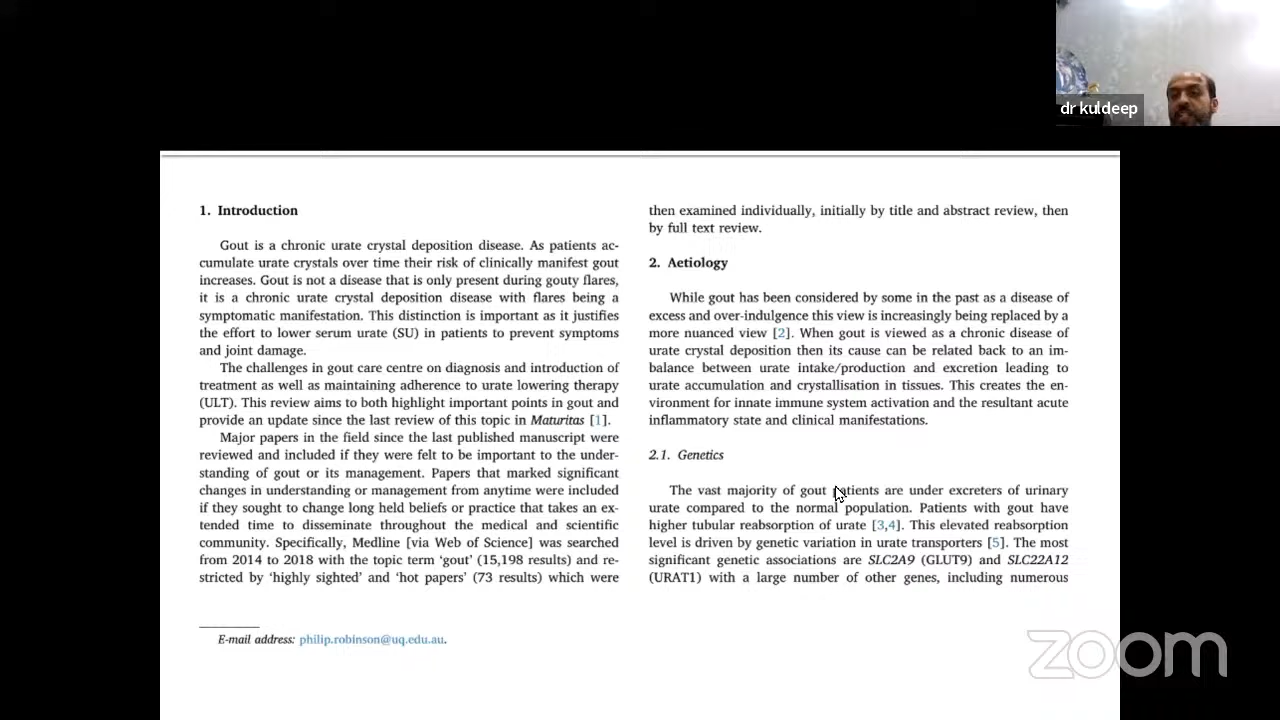 dr kuldeep
1. Introduction
Gout is a chronic urate crystal deposition disease. As patients ac-
cumulate urate crystals over time their risk of clinically manifest gout
increases. Gout is not a disease that is only present during gouty flares,
it is a chronic urate crystal deposition disease with flares being a
symptomatic manifestation. This distinction is important as it justifies
the effort to lower serum urate (SU) in patients to prevent symptoms
and joint damage.
The challenges in gout care centre on diagnosis and introduction of
treatment as well as maintaining adherence to urate lowering therapy
(ULT). This review aims to both highlight important points in gout and
provide an update since the last review of this topic in Maturitas [1].
Major papers in the field since the last published manuscript were
reviewed and included if they were felt to be important to the under-
standing of gout or its management. Papers that marked significant
changes in understanding or management from anytime were included
if they sought to change long held beliefs or practice that takes an ex-
tended time to disseminate throughout the medical and scientific
community. Specifically, Medline [via Web of Science] was searched
from 2014 to 2018 with the topic term ‘gout’ (15,198 results) and re-
stricted by ‘highly sighted’ and ‘hot papers’ (73 results) which were
E-mail address: philip.robinson@uq.edu.au.
then examined individually, initially by title and abstract review, then
by full text review.
2. Aetiology
While gout has been considered by some in the past as a disease of
excess and over-indulgence this view is increasingly being replaced by a
more nuanced view [2]. When gout is viewed as a chronic disease of
urate crystal deposition then its cause can be related back to an im-
balance between urate intake/production and excretion leading to
urate accumulation and crystallisation in tissues. This creates the en-
vironment for innate immune system activation and the resultant acute
inflammatory state and clinical manifestations.
2.1. Genetics
The vast majority of gout patients are under excreters of urinary
urate compared to the normal population. Patients with gout have
higher tubular reabsorption of urate [3,4]. This elevated reabsorption
level is driven by genetic variation in urate transporters [5]. The most
significant genetic associations are SLC2A9 (GLUT9) and SLC22A12
(URAT1) with a large number of other genes, including numerous
zoom